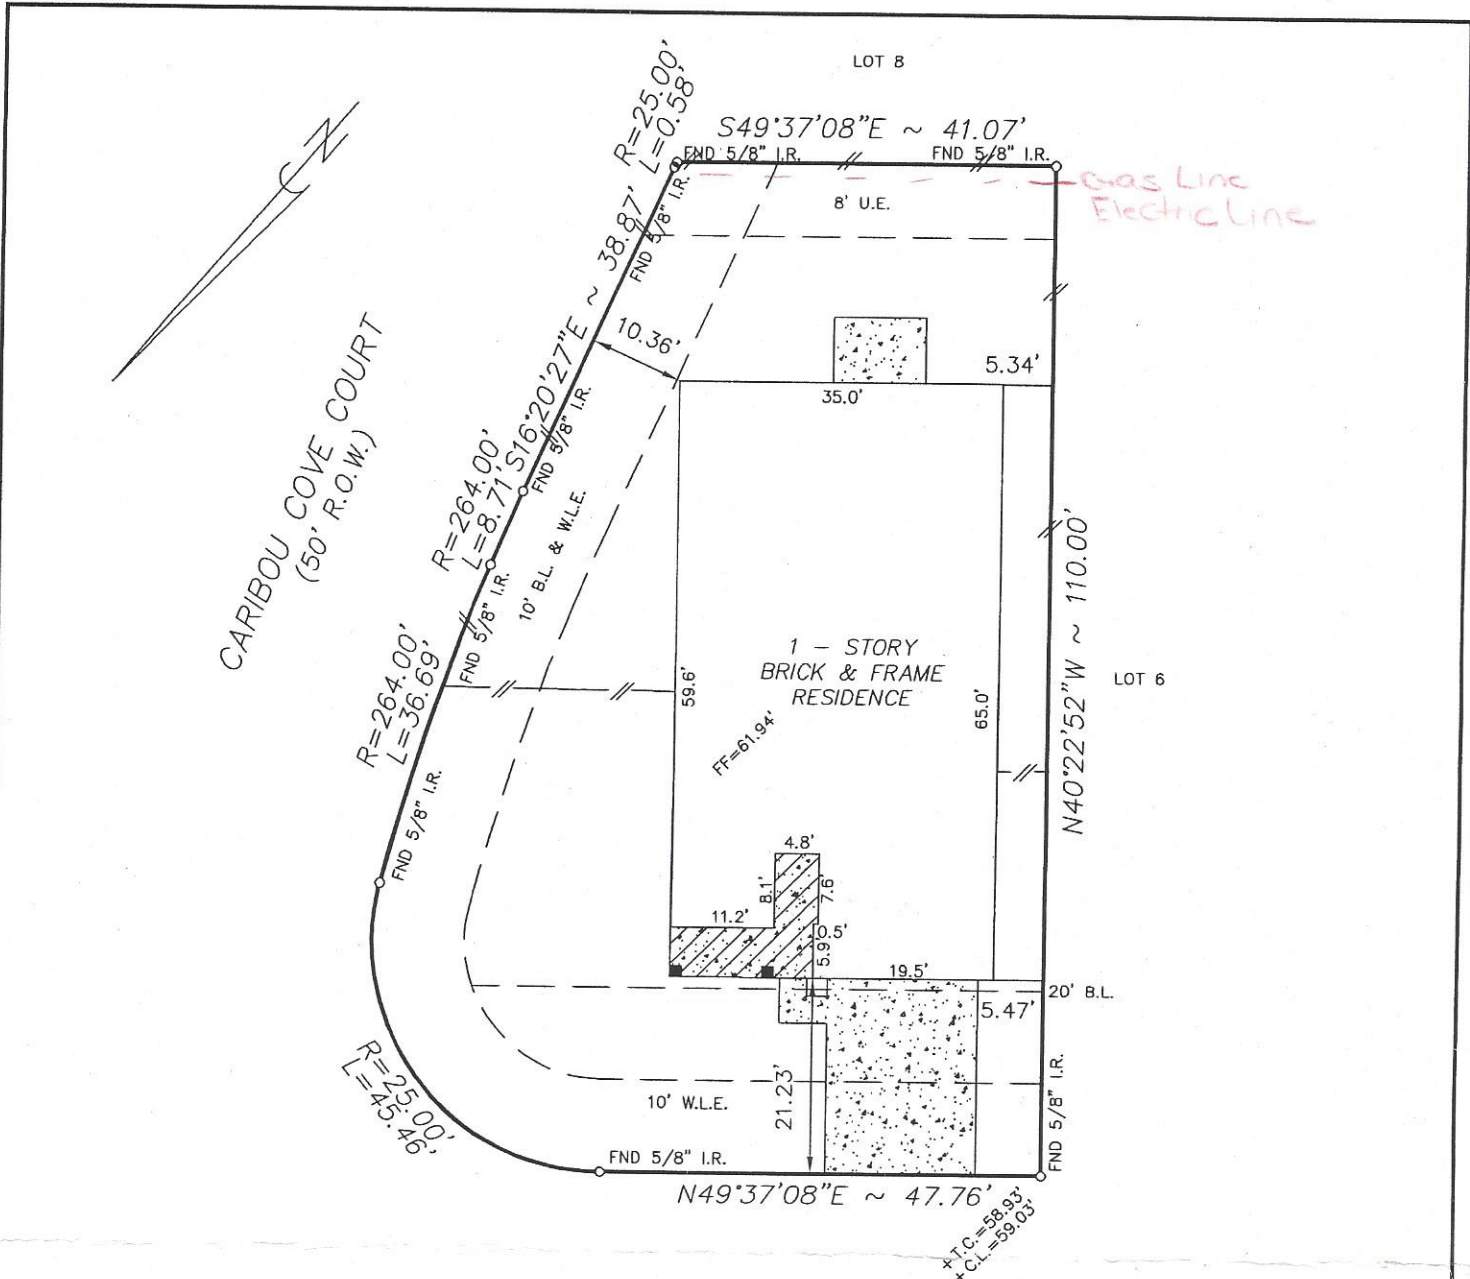 LOT 8
R=25.00'
L=0.58'
S49°37'08"E ~ 41.07'
FND 5/8" I.R.
FND 5/8" I.R.
Gas Line
Electric Line
8' U.E.
FND 5/8" I.R.
S16°20'27"E ~ 38.87'
10.36'
5.34'
35.0'
CARIBOU COVE COURT
(50' R.O.W.)
FND 5/8" I.R.
R=264.00'
L=8.71'
10' B.L. & W.L.E.
FND 5/8" I.R.
R=264.00'
L=36.69'
59.6'
1 - STORY
BRICK & FRAME
RESIDENCE
65.0'
FF=61.94'
N40°22'52"W ~ 110.00'
LOT 6
FND 5/8" I.R.
4.8'
8.1'
7.6'
11.2'
0.5'
5.9'
19.5'
20' B.L.
5.47'
R=25.00'
L=45.46'
21.23'
10' W.L.E.
FND 5/8" I.R.
FND 5/8" I.R.
N49°37'08"E ~ 47.76'
+T.C.=58.93'
+C.L.=59.03'